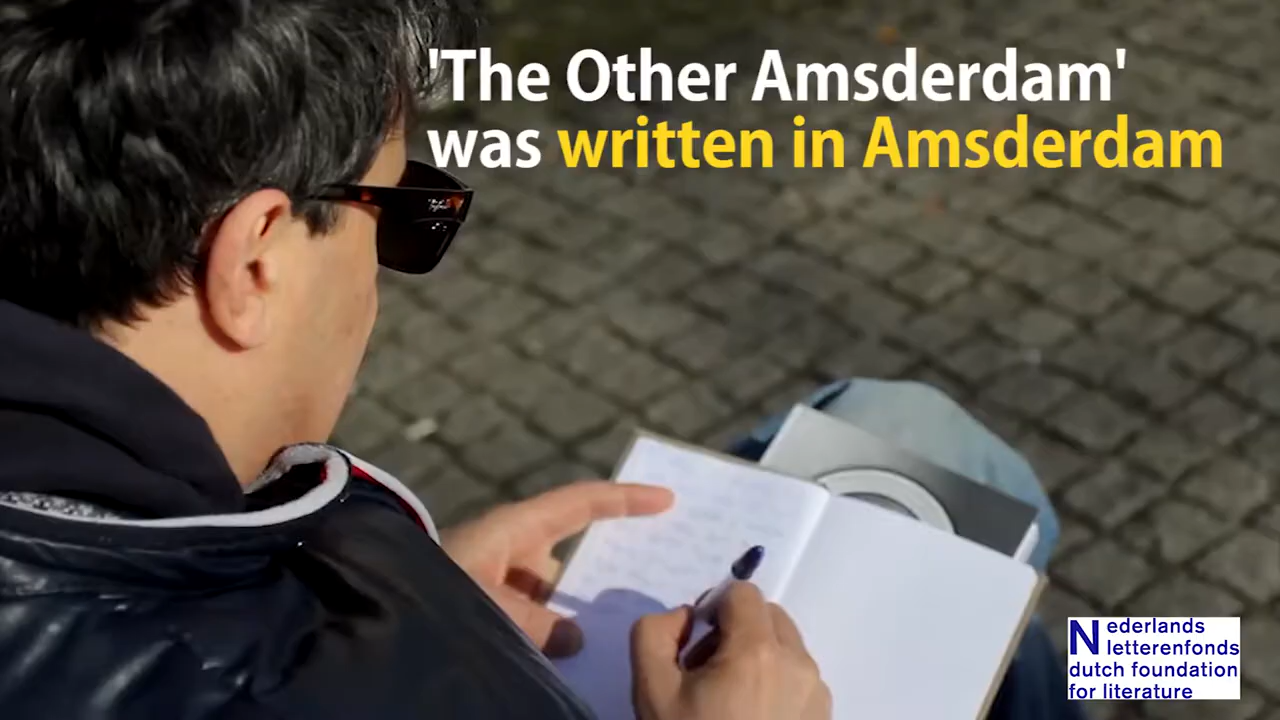 'The Other Amsderdam'
was written in Amsderdam
Nederlands
letterenfonds
dutch foundation
for literature